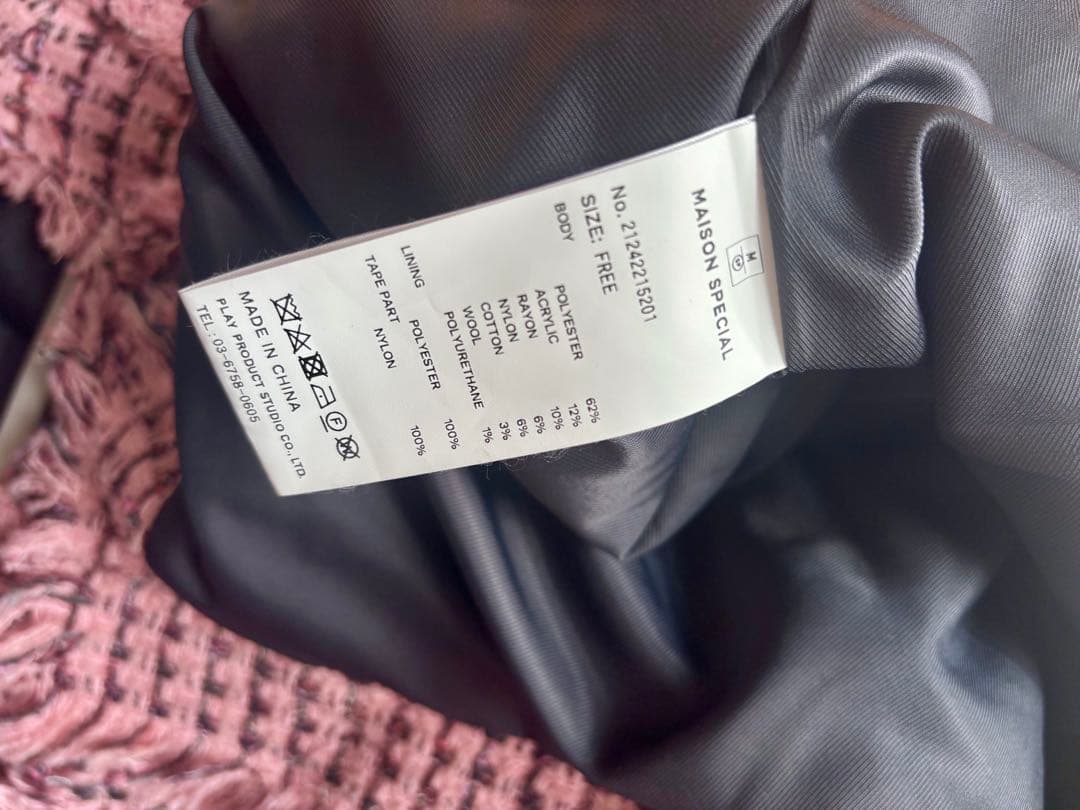 M
MAISON SPECIAL
No. 21242215201
SIZE: FREE
BODY POLYESTER 62%
ACRYLIC 12%
RAYON 10%
NYLON 6%
COTTON 6%
WOOL 3%
POLYURETHANE 1%
LINING POLYESTER 100%
TAPE PART NYLON 100%
F W
MADE IN CHINA
PLAY PRODUCT STUDIO CO., LTD.
TEL:03-6758-0605